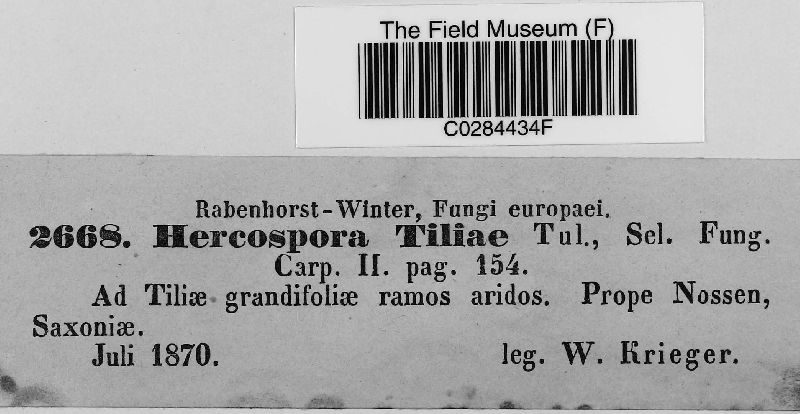 The Field Museum (F)
C0284434F
Rabenhorst-Winter, Fungi europaei.
2668. Hercospora Tiliae Tul., Sel. Fung.
Carp. II. pag. 154.
Ad Tiliæ grandifoliæ ramos aridos. Prope Nossen,
Saxoniæ.
Juli 1870. leg. W. Krieger.